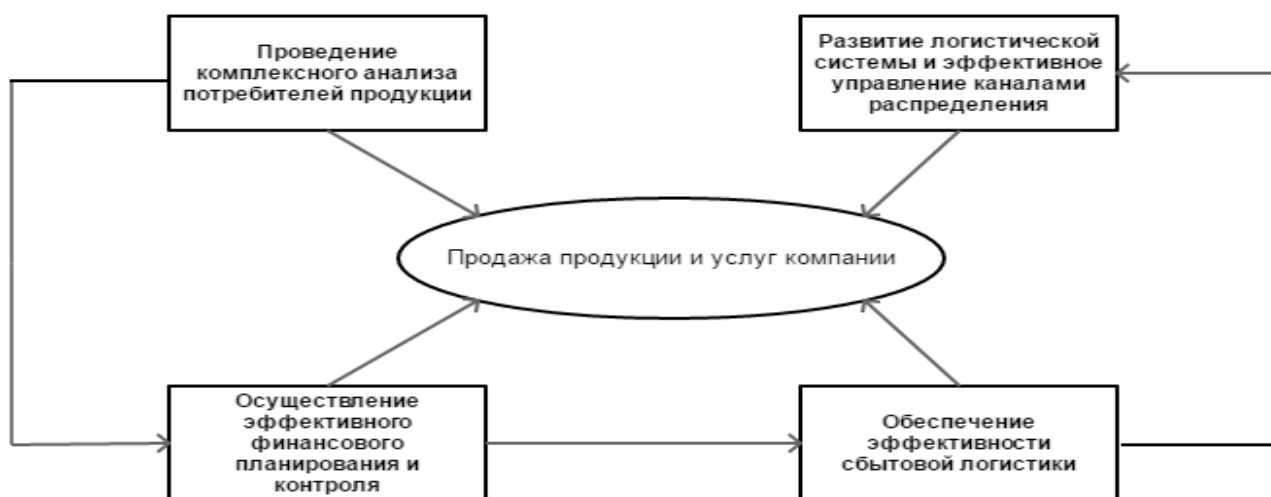 Проведение
комплексного анализа
потребителей продукции
Развитие логистической
системы и эффективное
управление каналами
распределения
Продажа продукции и услуг компании
Осуществление
эффективного
финансового
планирования и
контроля
Обеспечение
эффективности
сбытовой логистики